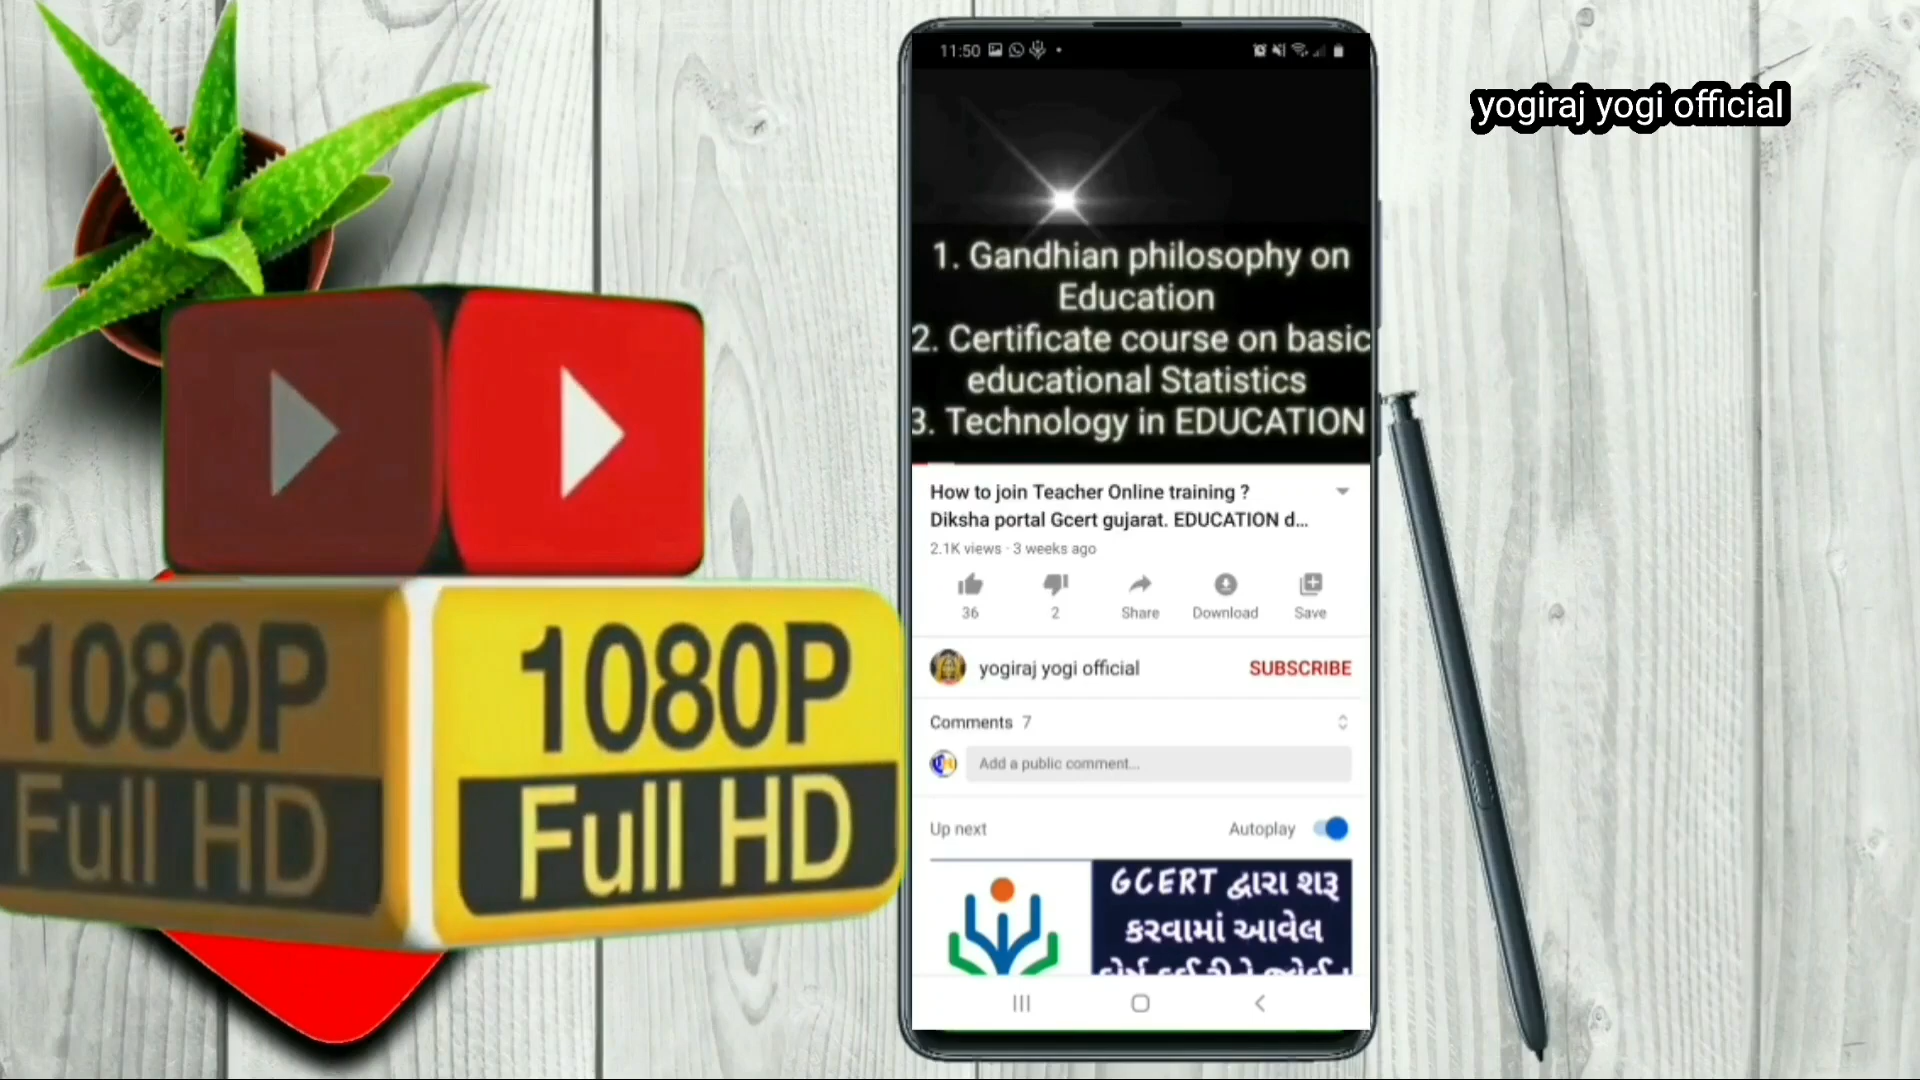 yogiraj yogi official
1080P
Full HD
1080P
Full HD
11:50
1. Gandhian philosophy on
Education
2. Certificate course on basic
educational Statistics
3. Technology in EDUCATION
How to join Teacher Online training ?
Diksha portal Gcert gujarat. EDUCATION d...
2.1K views · 3 weeks ago
36
2
Share
Download
Save
yogiraj yogi official
SUBSCRIBE
Comments 7
Add a public comment...
Up next
Autoplay
GCERT દ્વારા શરૂ
કરવામાં આવેલ